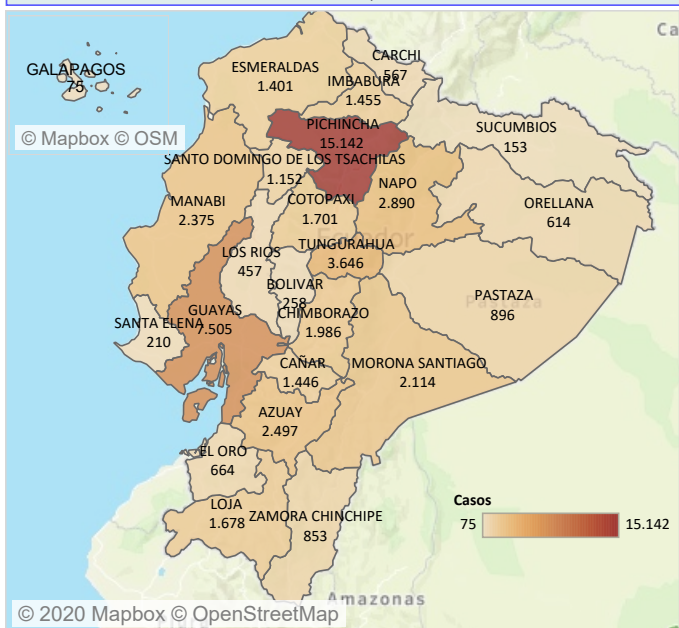 GALAPAGOS
75
© Mapbox © OSM
Ca
CARCHI
567
ESMERALDAS
1.401
IMBABURA
1.455
PICHINCHA
15.142
SUCUMBIOS
153
SANTO DOMINGO DE LOS TSACHILAS
1.152
NAPO
2.890
MANABI
2.375
COTOPAXI
1.701
ORELLANA
614
Ecuador
TUNGURAHUA
3.646
LOS RIOS
457
BOLIVAR
258
Pastaza
PASTAZA
896
GUAYAS
7.505
CHIMBORAZO
1.986
SANTA ELENA
210
CAÑAR
1.446
MORONA SANTIAGO
2.114
AZUAY
2.497
EL ORO
664
LOJA
1.678
ZAMORA CHINCHIPE
853
Casos
75
15.142
Amazonas
© 2020 Mapbox © OpenStreetMap